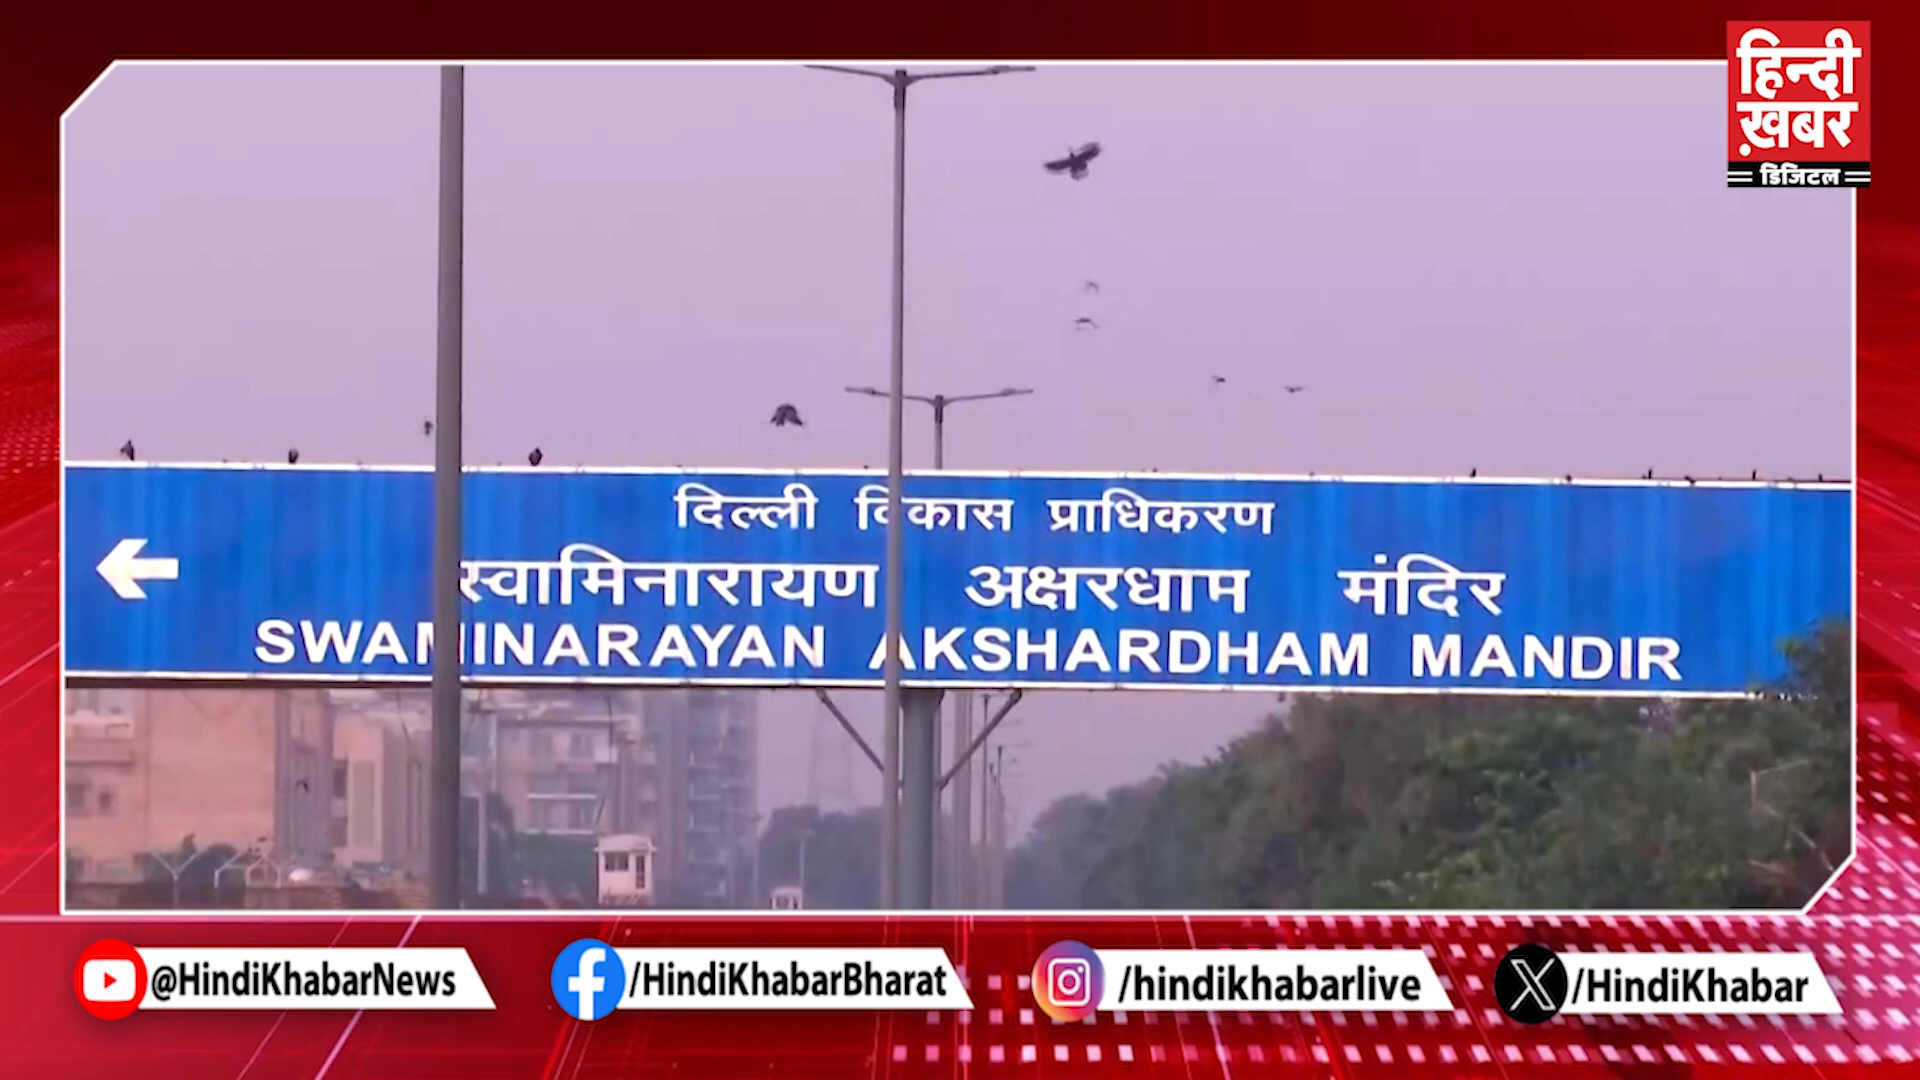 हिन्दी
ख़बर
डिजिटल
दिल्ली विकास प्राधिकरण
स्वामिनारायण अक्षरधाम मंदिर
SWAMINARAYAN AKSHARDHAM MANDIR
@HindiKhabarNews
/HindiKhabarBharat
/hindikhabarlive
/HindiKhabar